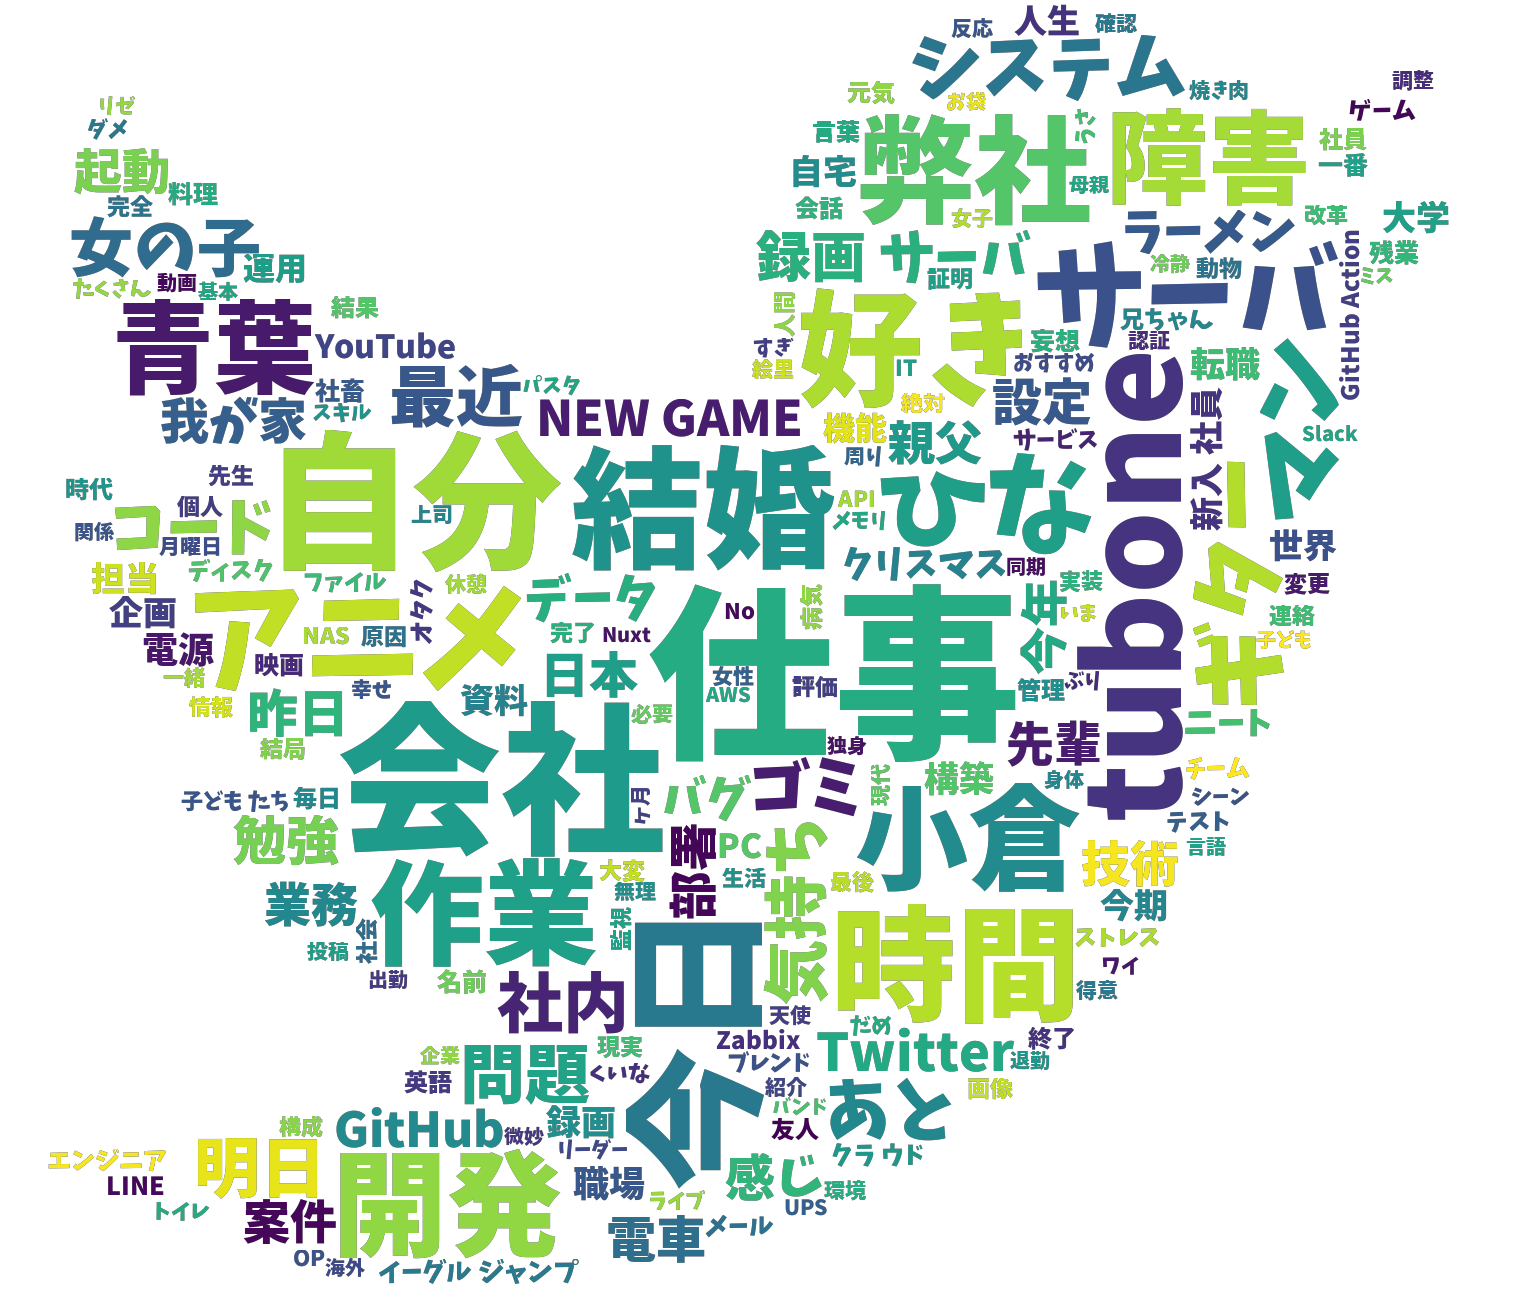 反応
人生
確認
システム
焼き肉
調整
ゲーム
元気
お袋
リゼ
ダメ
言葉
弊社
うさ
障害
社員
一番
起動
料理
自宅
母親
完全
会話
女子
ラーメン
改革
大学
女の子
運用
録画
サーバ
証明
サーバ
冷静
動物
残業
ミス
GitHub Action
たくさん
動画
基本
青葉
結果
人間
好き
兄ちゃん
YouTube
すぎ
絵里
IT
妄想
認証
おすすめ
転職
マン
社畜
最近
パスタ
設定
tubone
我が家
スキル
NEW GAME
絶対
機能
親父
サービス
新入 社員
Slack
先生
自分
結婚
周り
ひな
時代
個人
上司
API
メモリ
コード
関係
月曜日
クリスマス
同期
世界
ディスク
ファイル
休憩
データ
実装
ギター
変更
担当
企画
アニメ
オタク
仕事
病気
今年
いま
連絡
No
NAS
原因
完了
Nuxt
子ども
電源
映画
日本
女性
AWS
評価
管理
ぶり
一緒
幸せ
資料
情報
昨日
必要
先輩
ニート
結局
会社
独身
ゴミ
現代
構築
身体
チーム
子ども たち
毎日
ヶ月
バグ
小倉
シーン
テスト
勉強
部署
PC
気持ち
言語
技術
作業
大変
生活
最後
業務
無理
今期
社会
監視
今日
時間
ストレス
投稿
ワイ
出勤
名前
社内
得意
天使
Zabbix
だめ
終了
企業
問題
現実
ブレンド
Twitter
退勤
英語
くいな
紹介
画像
構成
GitHub
微妙
録画
バンド
友人
あと
エンジニア
明日
リーダー
クラ ウド
LINE
開発
職場
感じ
環境
トイレ
案件
ライブ
UPS
電車
メール
OP
海外
イーグル ジャンプ